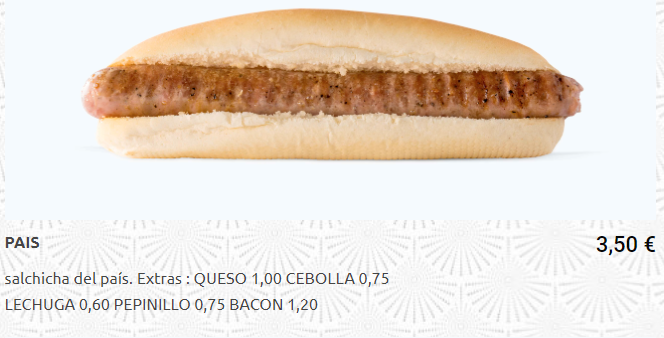 PAIS
3,50 €
salchicha del país. Extras : QUESO 1,00 CEBOLLA 0,75
LECHUGA 0,60 PEPINILLO 0,75 BACON 1,20